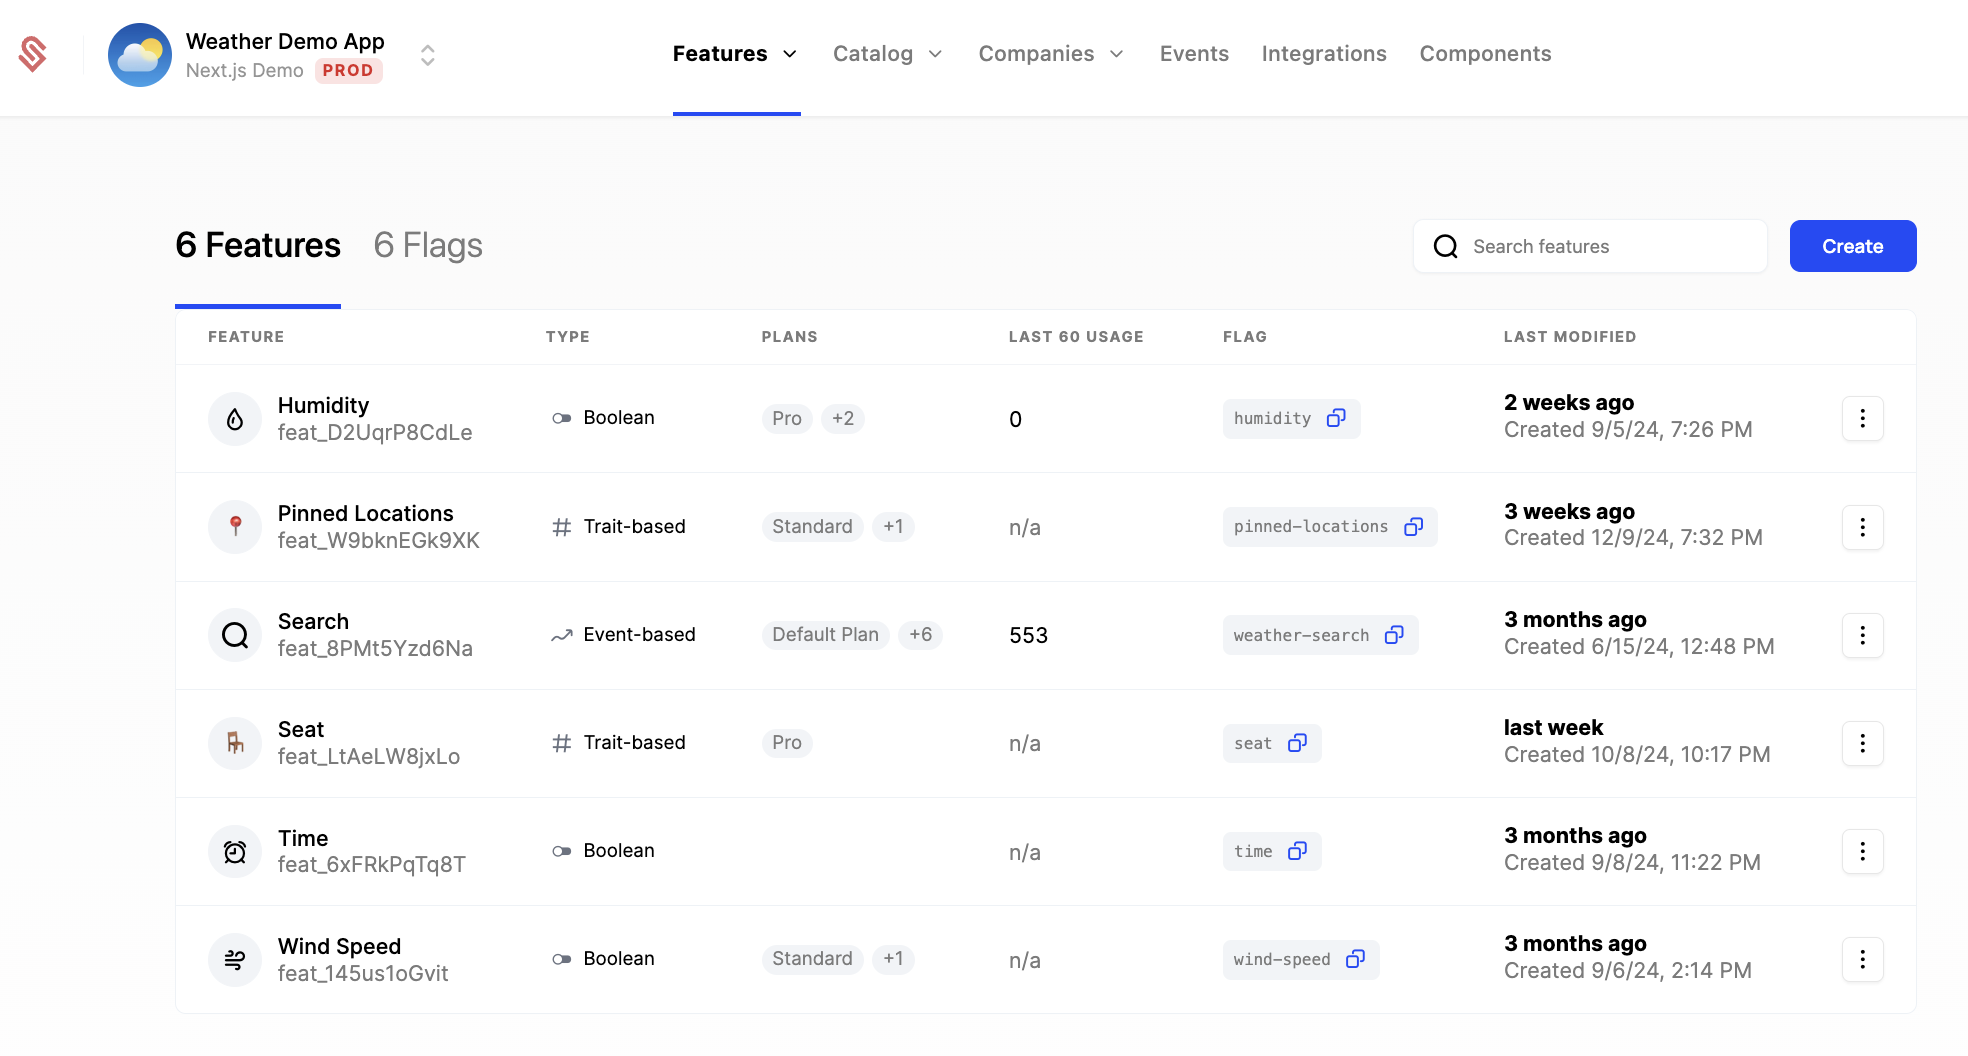 Weather Demo App
Next.js Demo PROD
Features Catalog Companies Events Integrations Components
6 Features 6 Flags Search features Create
FEATURE TYPE PLANS LAST 60 USAGE FLAG LAST MODIFIED
Humidity
feat_D2UqrP8CdLe
Boolean
Pro +2
0
humidity
2 weeks ago
Created 9/5/24, 7:26 PM
Pinned Locations
feat_W9bknEGk9XK
Trait-based
Standard +1
n/a
pinned-locations
3 weeks ago
Created 12/9/24, 7:32 PM
Search
feat_8PMt5Yzd6Na
Event-based
Default Plan +6
553
weather-search
3 months ago
Created 6/15/24, 12:48 PM
Seat
feat_LtAeLW8jxLo
Trait-based
Pro
n/a
seat
last week
Created 10/8/24, 10:17 PM
Time
feat_6xFRkPqTq8T
Boolean
n/a
time
3 months ago
Created 9/8/24, 11:22 PM
Wind Speed
feat_145us1oGvit
Boolean
Standard +1
n/a
wind-speed
3 months ago
Created 9/6/24, 2:14 PM